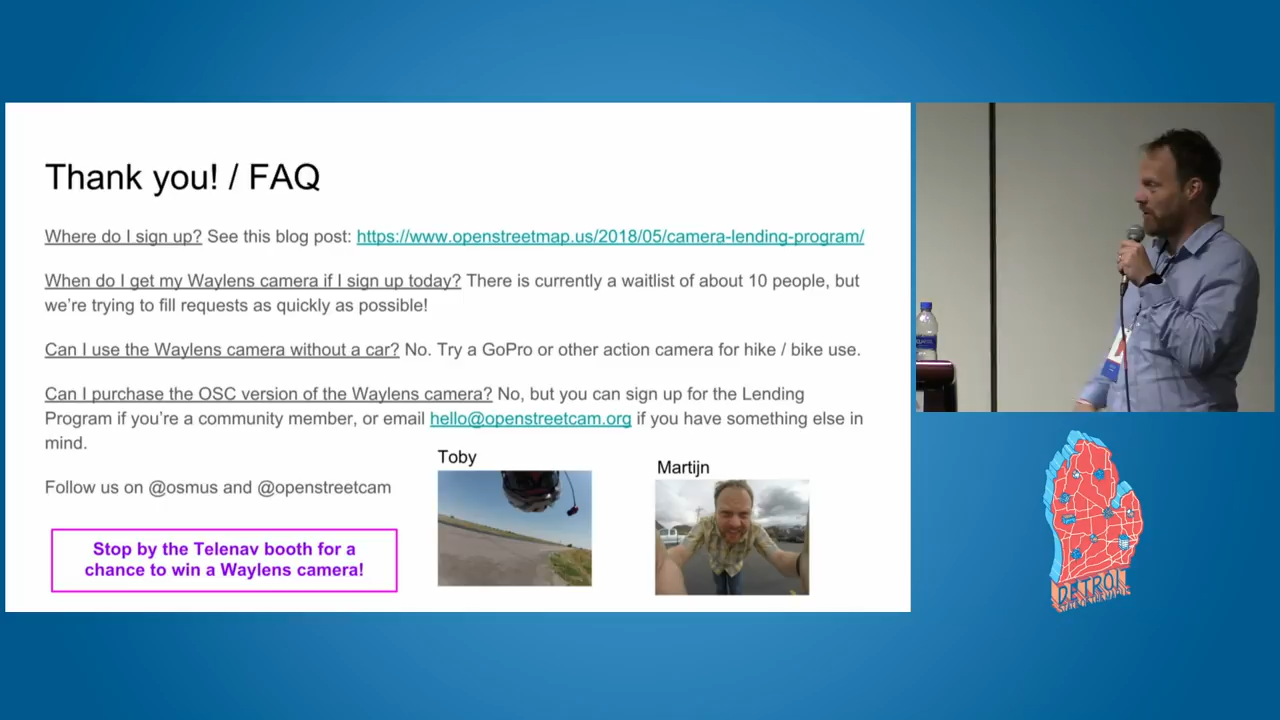 Thank you! / FAQ
Where do I sign up? See this blog post: https://www.openstreetmap.us/2018/05/camera-lending-program/
When do I get my Waylens camera if I sign up today? There is currently a waitlist of about 10 people, but
we're trying to fill requests as quickly as possible!
Can I use the Waylens camera without a car? No. Try a GoPro or other action camera for hike / bike use.
Can I purchase the OSC version of the Waylens camera? No, but you can sign up for the Lending
Program if you're a community member, or email hello@openstreetcam.org if you have something else in
mind.
Toby
Martijn
Follow us on @osmus and @openstreetcam
Stop by the Telenav booth for a
chance to win a Waylens camera!
DETROIT
STATE OF THE MAP US